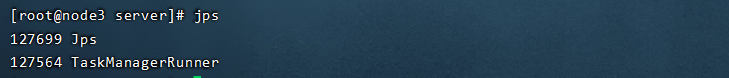 [root@node3 server]# jps
127699 Jps
127564 TaskManagerRunner